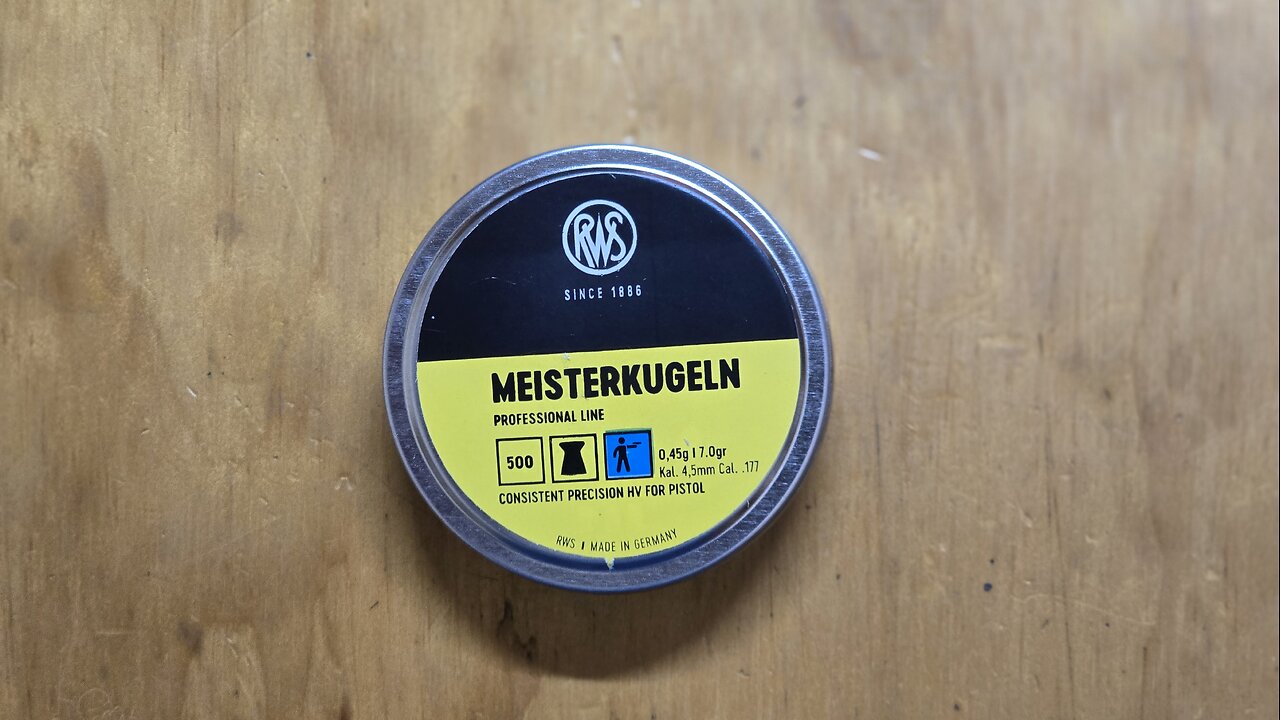 RWS
SINCE 1886
MEISTERKUGELN
PROFESSIONAL LINE
500
0,45g | 7.0gr
Kal. 4,5mm Cal. .177
CONSISTENT PRECISION HV FOR PISTOL
RWS | MADE IN GERMANY